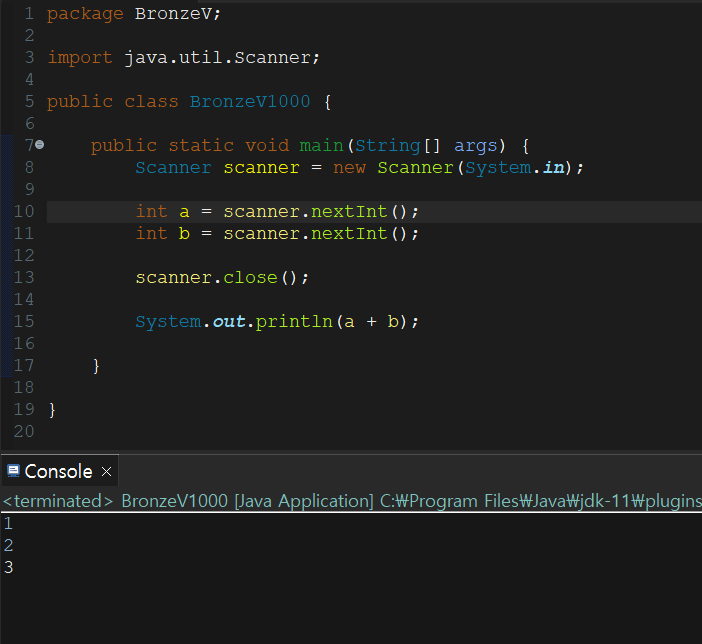 1 package BronzeV;
2
3 import java.util.Scanner;
4
5 public class BronzeV1000 {
6
7     public static void main(String[] args) {
8         Scanner scanner = new Scanner(System.in);
9
10         int a = scanner.nextInt();
11         int b = scanner.nextInt();
12
13         scanner.close();
14
15         System.out.println(a + b);
16
17     }
18
19 }
20
Console ×
<terminated> BronzeV1000 [Java Application] C:₩Program Files₩Java₩jdk-11₩plugins
1
2
3